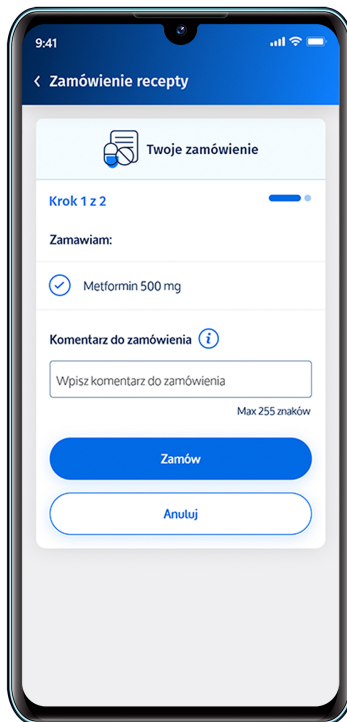 9:41
Zamówienie recepty
Twoje zamówienie
Krok 1 z 2
Zamawiam:
Metformin 500 mg
Komentarz do zamówienia i
Wpisz komentarz do zamówienia
Max 255 znaków
Zamów
Anuluj